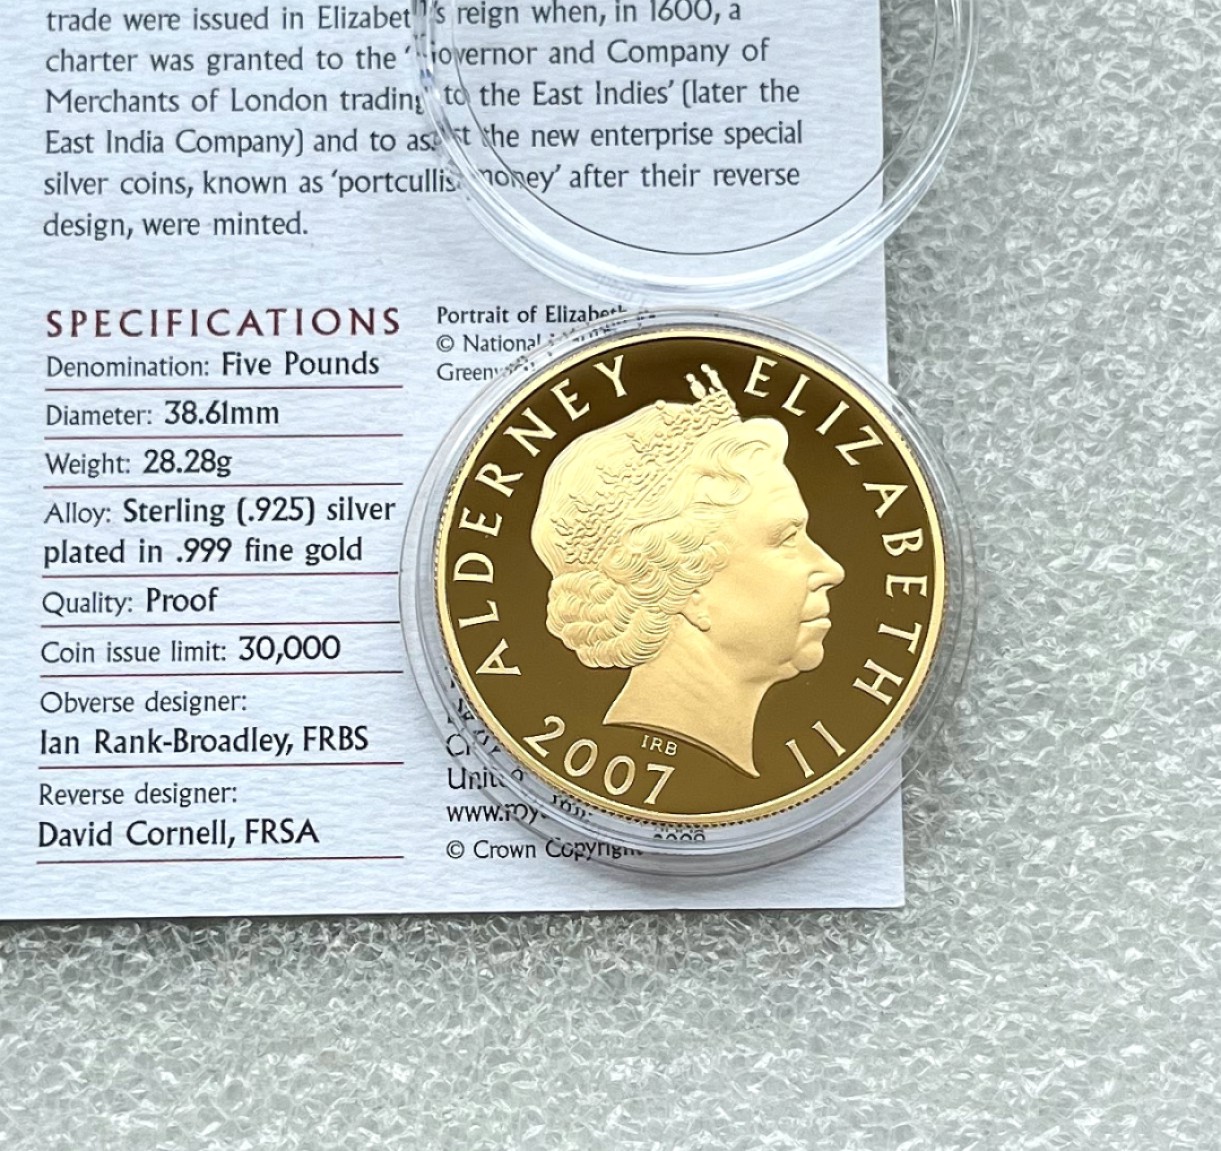 trade were issued in Elizabeth's reign when, in 1600, a
charter was granted to the 'Governor and Company of
Merchants of London trading to the East Indies' (later the
East India Company) and to assist the new enterprise special
silver coins, known as 'portcullis money' after their reverse
design, were minted.
SPECIFICATIONS
Denomination: Five Pounds
Diameter: 38.61mm
Weight: 28.28g
Alloy: Sterling (.925) silver
plated in .999 fine gold
Quality: Proof
Coin issue limit: 30,000
Obverse designer:
Ian Rank-Broadley, FRBS
Reverse designer:
David Cornell, FRSA
Portrait of Elizabeth
© National
© Crown Copyright
ALDERNEY ELIZABETH II
2007
IRB